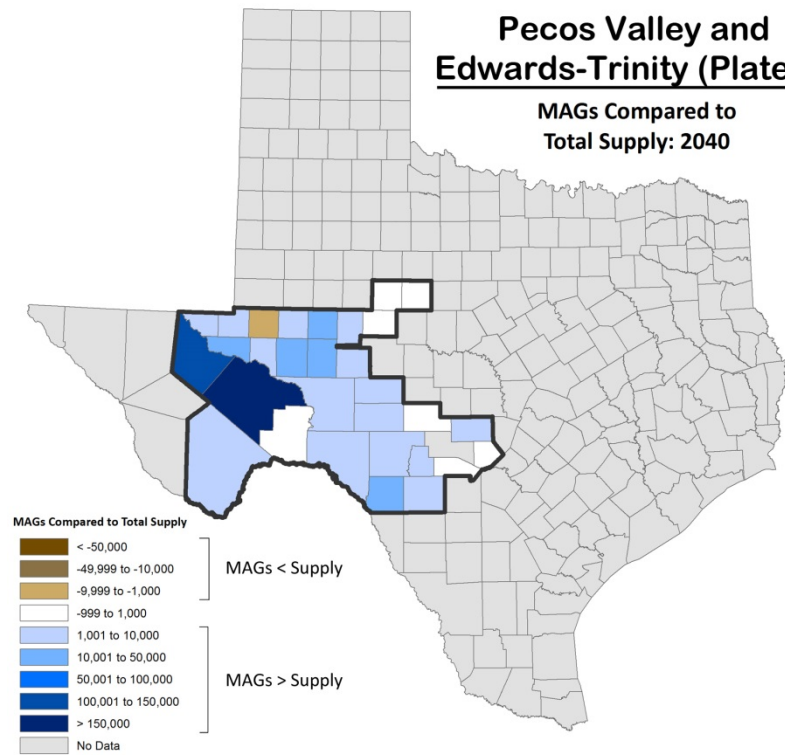 Pecos Valley and
Edwards-Trinity (Plate
MAGs Compared to
Total Supply: 2040
MAGs Compared to Total Supply
< -50,000
-49,999 to -10,000
-9,999 to -1,000
MAGs < Supply
-999 to 1,000
1,001 to 10,000
10,001 to 50,000
50,001 to 100,000
100,001 to 150,000
> 150,000
MAGs > Supply
No Data